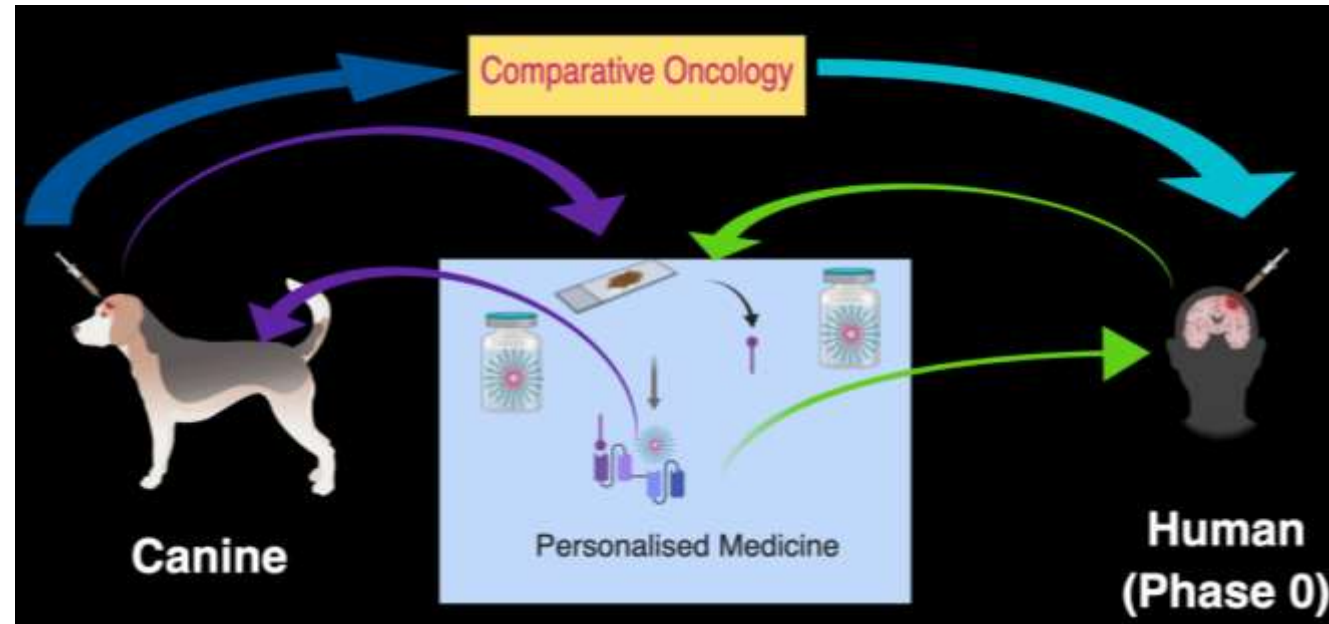 Comparative Oncology
Canine
Personalised Medicine
Human
(Phase 0)